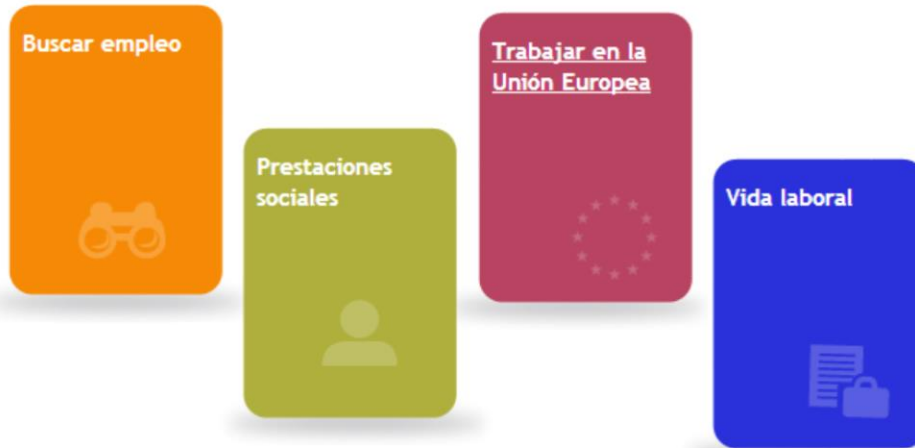 Buscar empleo
Prestaciones
sociales
Trabajar en la
Unión Europea
Vida laboral